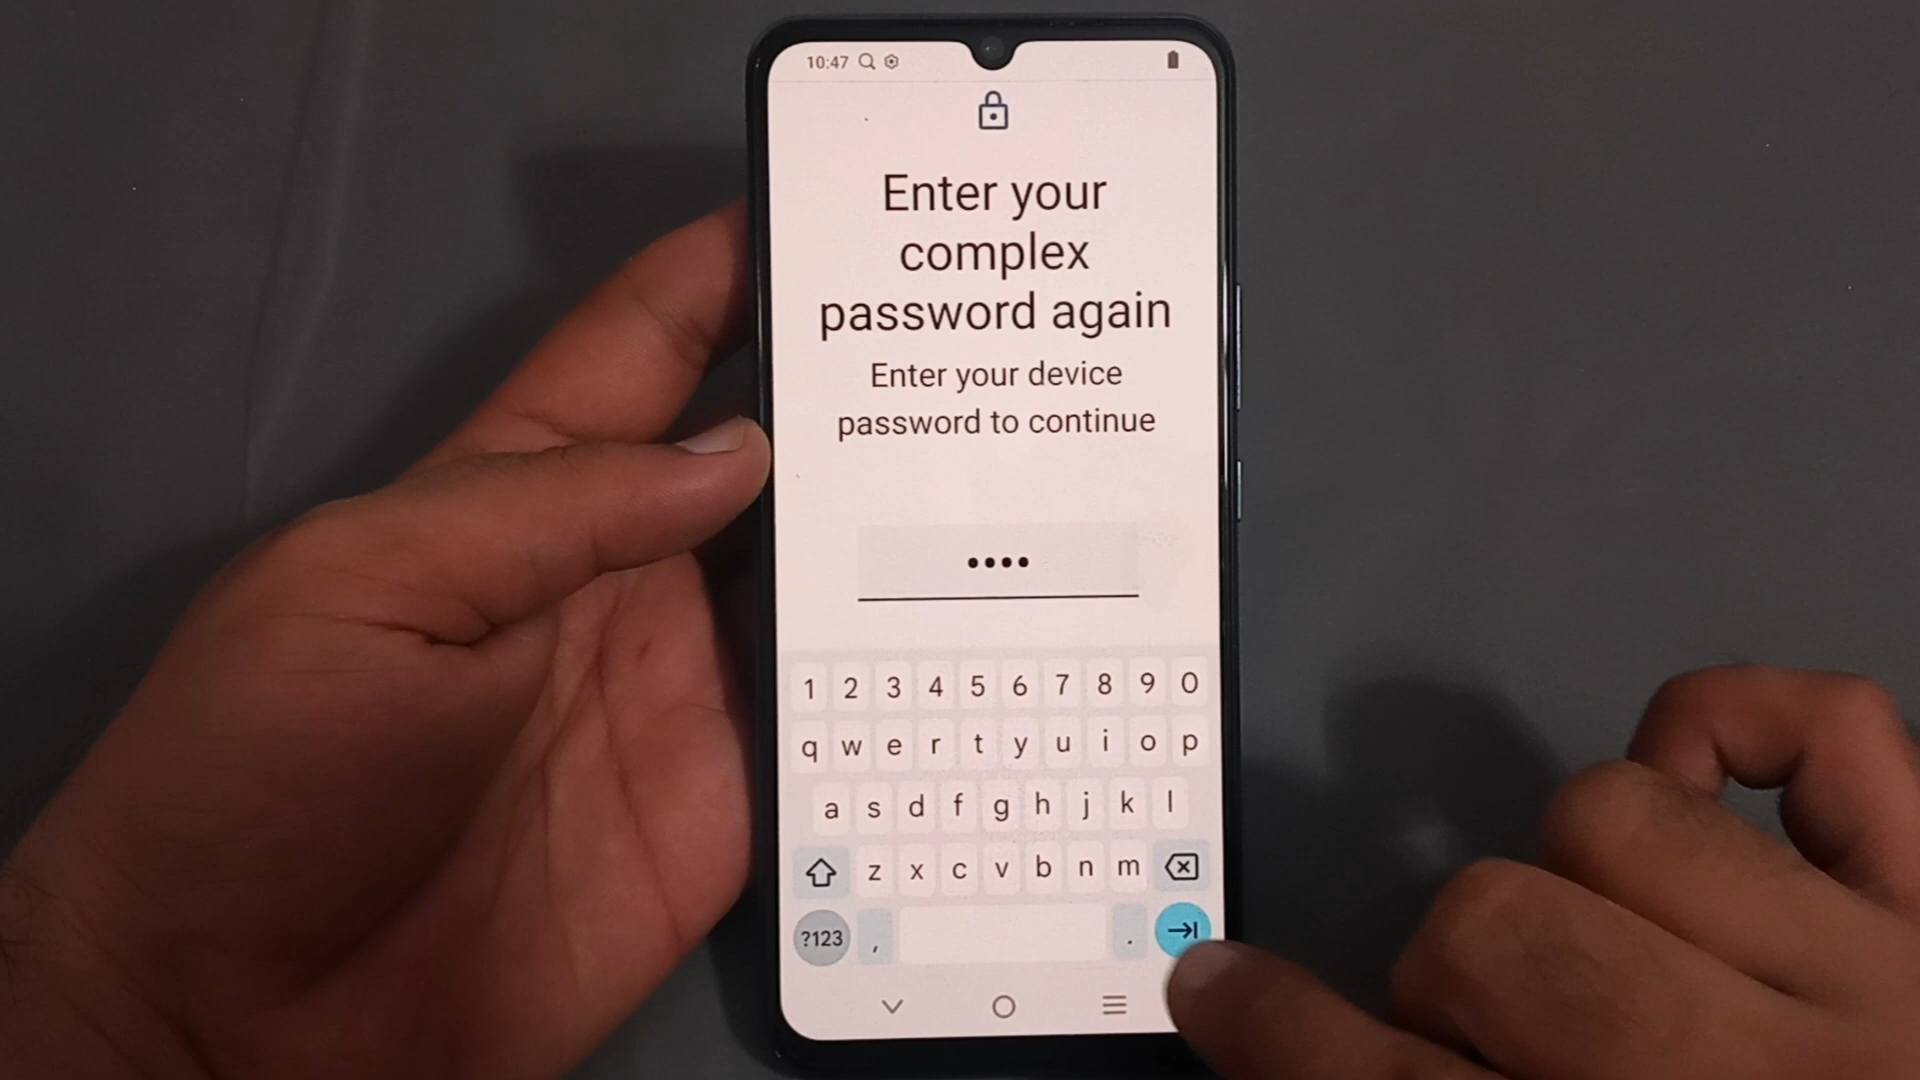 10:47
Enter your
complex
password again
Enter your device
password to continue
••••
1 2 3 4 5 6 7 8 9 0
q w e r t y u i o p
a s d f g h j k l
z x c v b n m
?123 , .